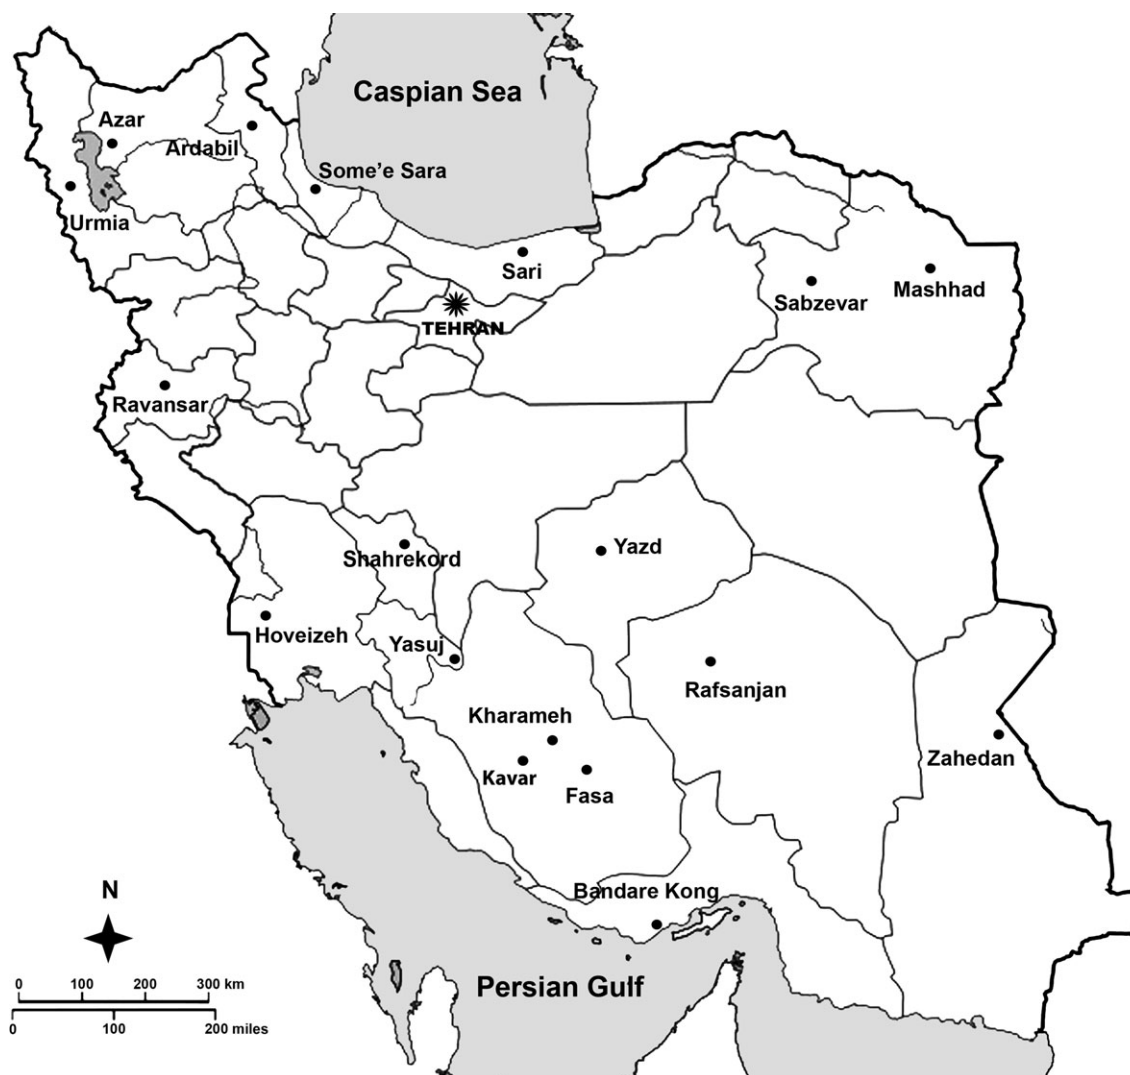 Caspian Sea
Azar
Ardabil
Some’e Sara
Urmia
Sari
Mashhad
Sabzevar
TEHRAN
Ravansar
Yazd
Shahrekord
Hoveizeh
Yasuj
Rafsanjan
Kharameh
Zahedan
Kavar
Fasa
Bandare Kong
N
Persian Gulf
0 100 200 300 km
0 100 200 miles